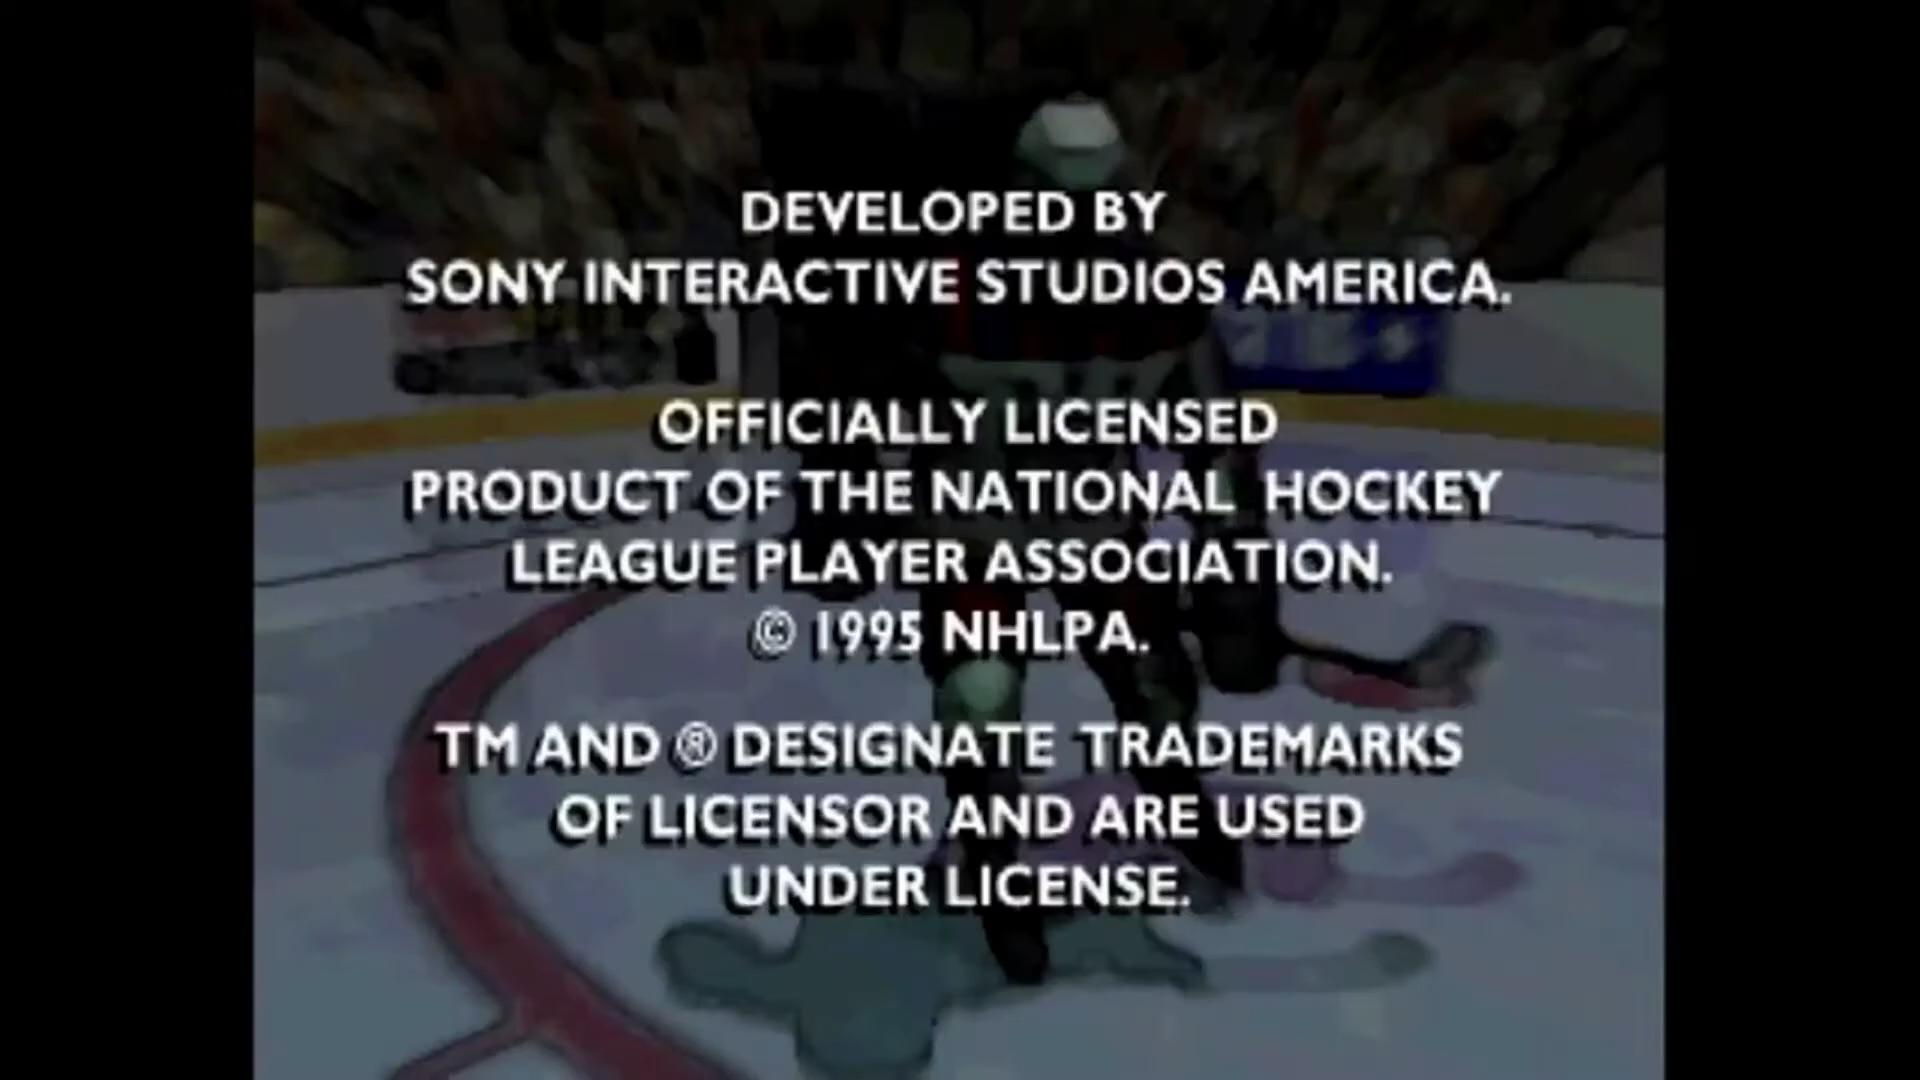 DEVELOPED BY
SONY INTERACTIVE STUDIOS AMERICA.
OFFICIALLY LICENSED
PRODUCT OF THE NATIONAL HOCKEY
LEAGUE PLAYER ASSOCIATION.
© 1995 NHLPA.
TM AND ® DESIGNATE TRADEMARKS
OF LICENSOR AND ARE USED
UNDER LICENSE.